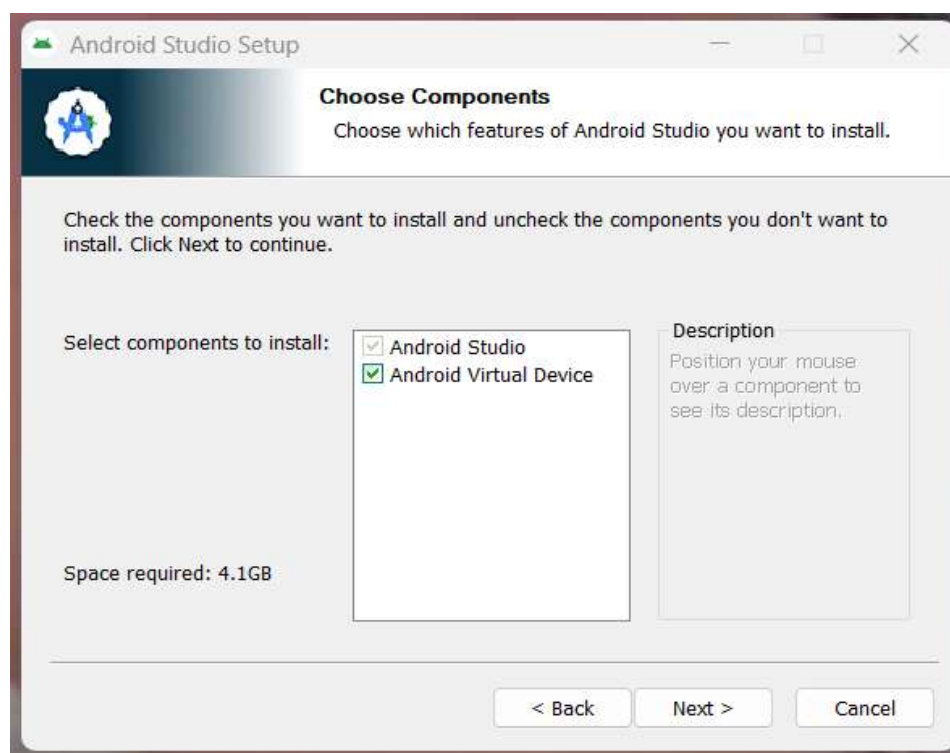 Android Studio Setup
Choose Components
Choose which features of Android Studio you want to install.
Check the components you want to install and uncheck the components you don't want to
install. Click Next to continue.
Select components to install:
Android Studio
Android Virtual Device
Description
Position your mouse
over a component to
see its description.
Space required: 4.1GB
< Back
Next >
Cancel